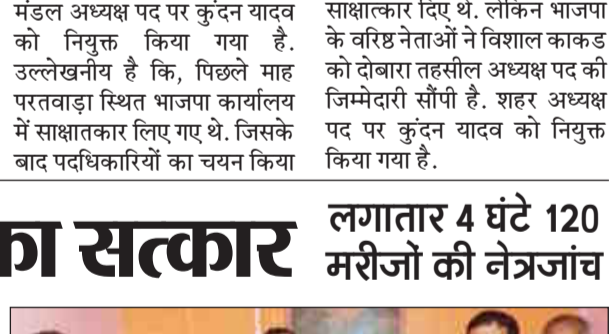 मंडल अध्यक्ष पद पर कुंदन यादव
को नियुक्त किया गया है.
उल्लेखनीय है कि, पिछले माह
परतवाड़ा स्थित भाजपा कार्यालय
में साक्षातकार लिए गए थे. जिसके
बाद पदधिकारियों का चयन किया
साक्षात्कार दिए थे. लेकिन भाजपा
के वरिष्ठ नेताओं ने विशाल काकड
को दोबारा तहसील अध्यक्ष पद की
जिम्मेदारी सौंपी है. शहर अध्यक्ष
पद पर कुंदन यादव को नियुक्त
किया गया है.
का सत्कार
लगातार 4 घंटे 120
मरीजों की नेत्रजांच